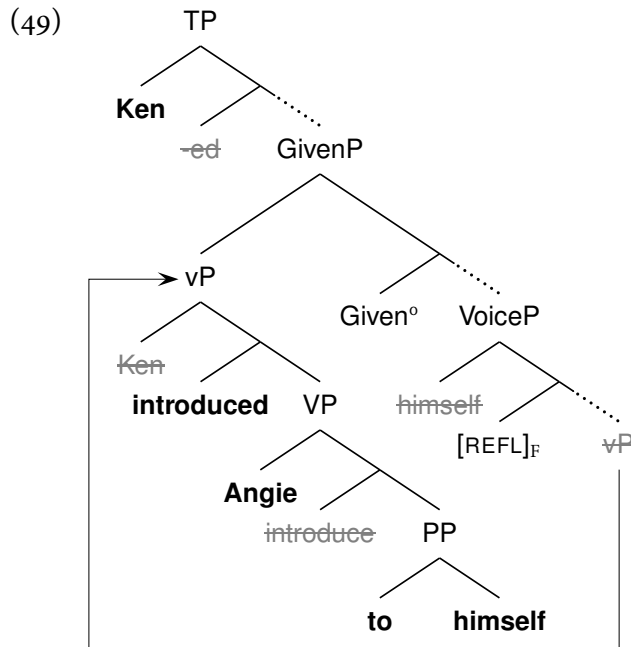 (49) TP
Ken
-ed GivenP
vP Given° VoiceP
Ken
introduced VP himself
[REFL]F vP
Angie
introduce PP
to himself